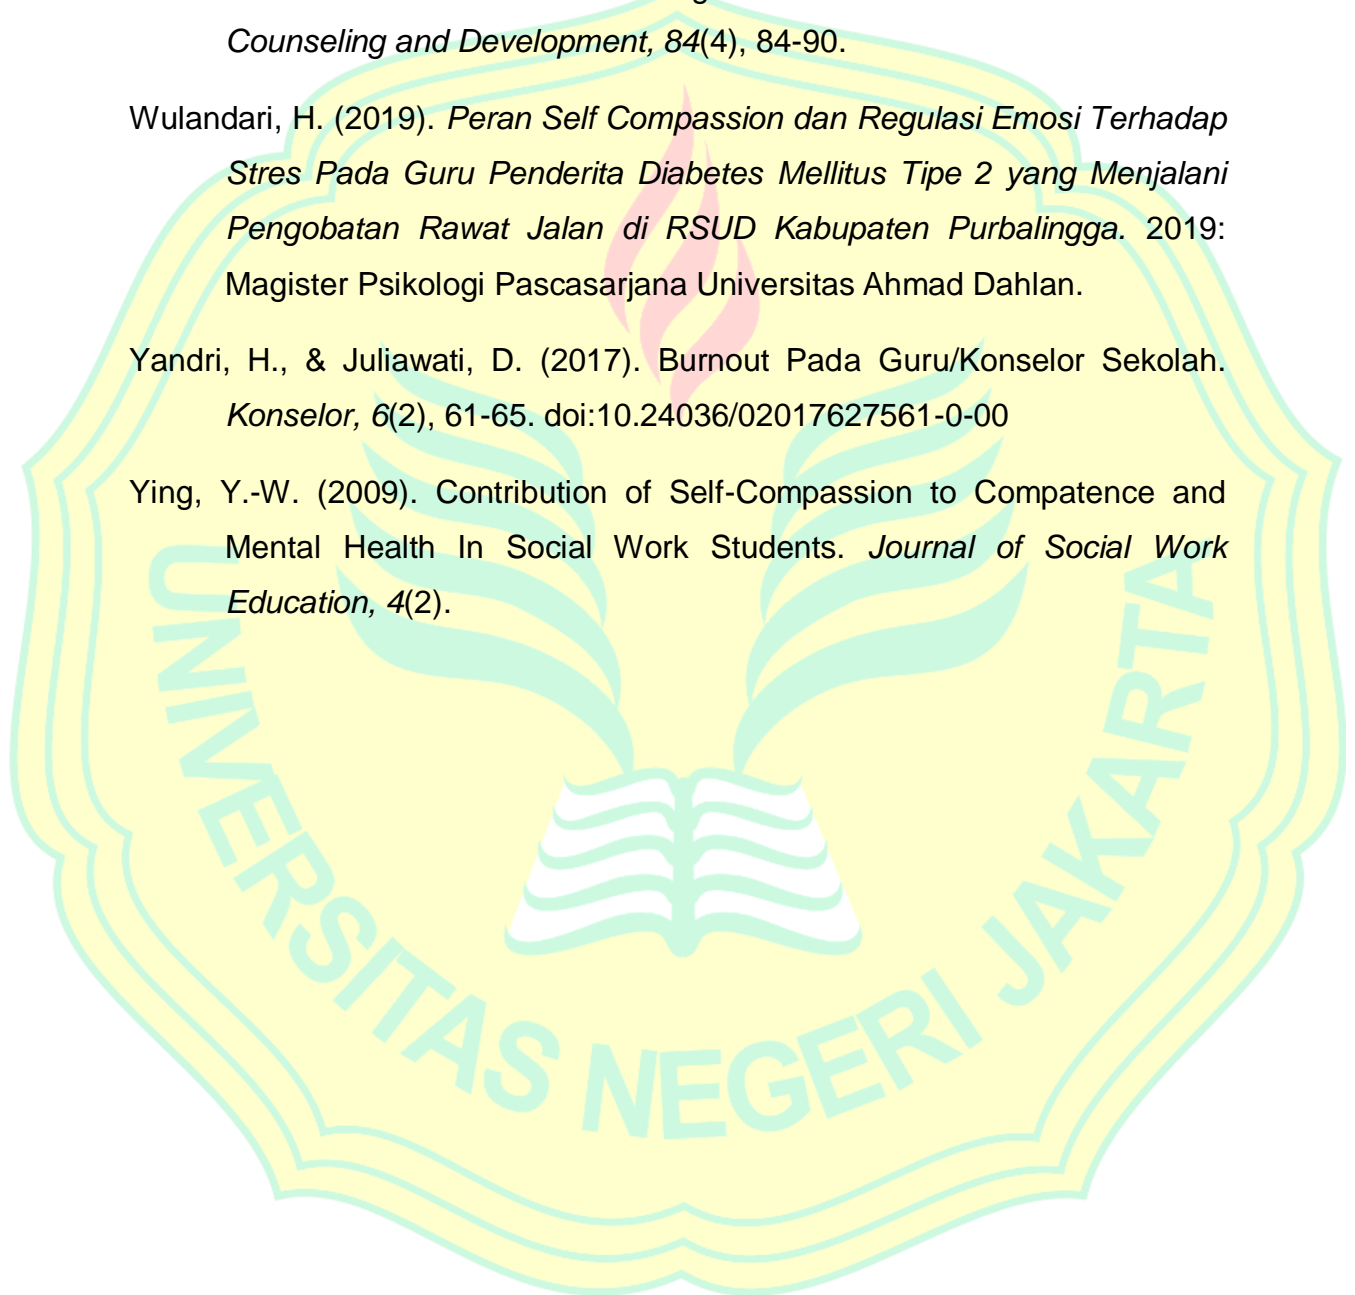 Counseling and Development, 84(4), 84-90.
Wulandari, H. (2019). Peran Self Compassion dan Regulasi Emosi Terhadap
Stres Pada Guru Penderita Diabetes Mellitus Tipe 2 yang Menjalani
Pengobatan Rawat Jalan di RSUD Kabupaten Purbalingga. 2019:
Magister Psikologi Pascasarjana Universitas Ahmad Dahlan.
Yandri, H., & Juliawati, D. (2017). Burnout Pada Guru/Konselor Sekolah.
Konselor, 6(2), 61-65. doi:10.24036/02017627561-0-00
Ying, Y.-W. (2009). Contribution of Self-Compassion to Compatence and
Mental Health In Social Work Students. Journal of Social Work
Education, 4(2).
UNIVERSITAS NEGERI JAKARTA